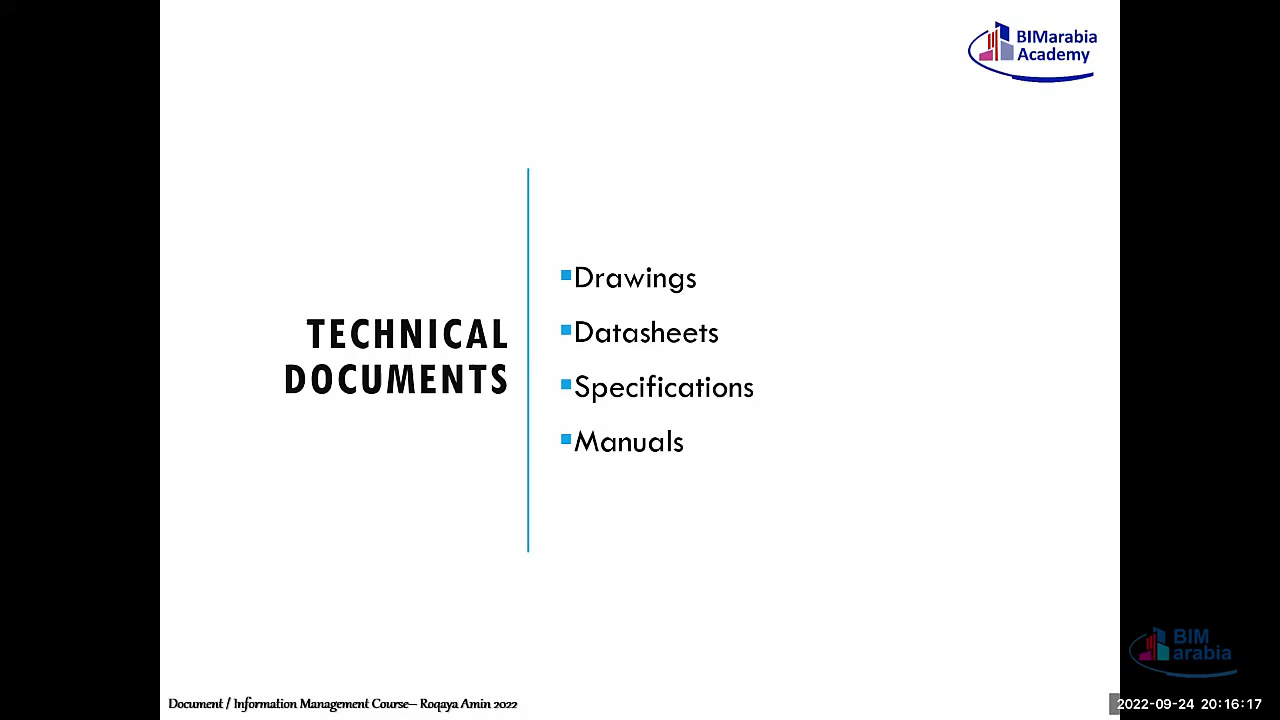 BIMarabia
Academy
TECHNICAL
DOCUMENTS
▪Drawings
▪Datasheets
▪Specifications
▪Manuals
BIM
arabia
Document / Information Management Course– Roqaya Amin 2022
2022-09-24 20:16:17